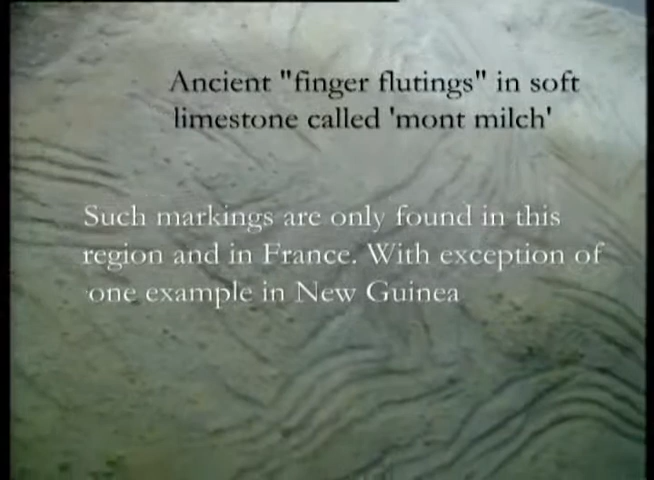 Ancient "finger flutings" in soft
limestone called 'mont milch'
Such markings are only found in this
region and in France. With exception of
one example in New Guinea